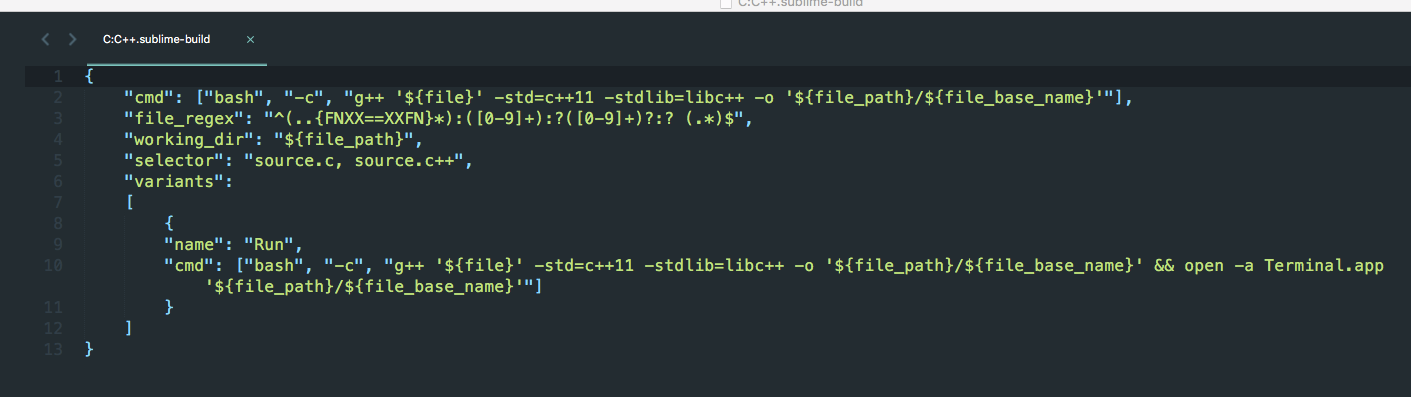 C:C++.sublime-build
C:C++.sublime-build ×
1 {
2 "cmd": ["bash", "-c", "g++ '${file}' -std=c++11 -stdlib=libc++ -o '${file_path}/${file_base_name}'"],
3 "file_regex": "^(..{FNXX==XXFN}*):([0-9]+):?([0-9]+)?:? (.*)$",
4 "working_dir": "${file_path}",
5 "selector": "source.c, source.c++",
6 "variants":
7 [
8 {
9 "name": "Run",
10 "cmd": ["bash", "-c", "g++ '${file}' -std=c++11 -stdlib=libc++ -o '${file_path}/${file_base_name}' && open -a Terminal.app
'${file_path}/${file_base_name}'"]
11 }
12 ]
13 }